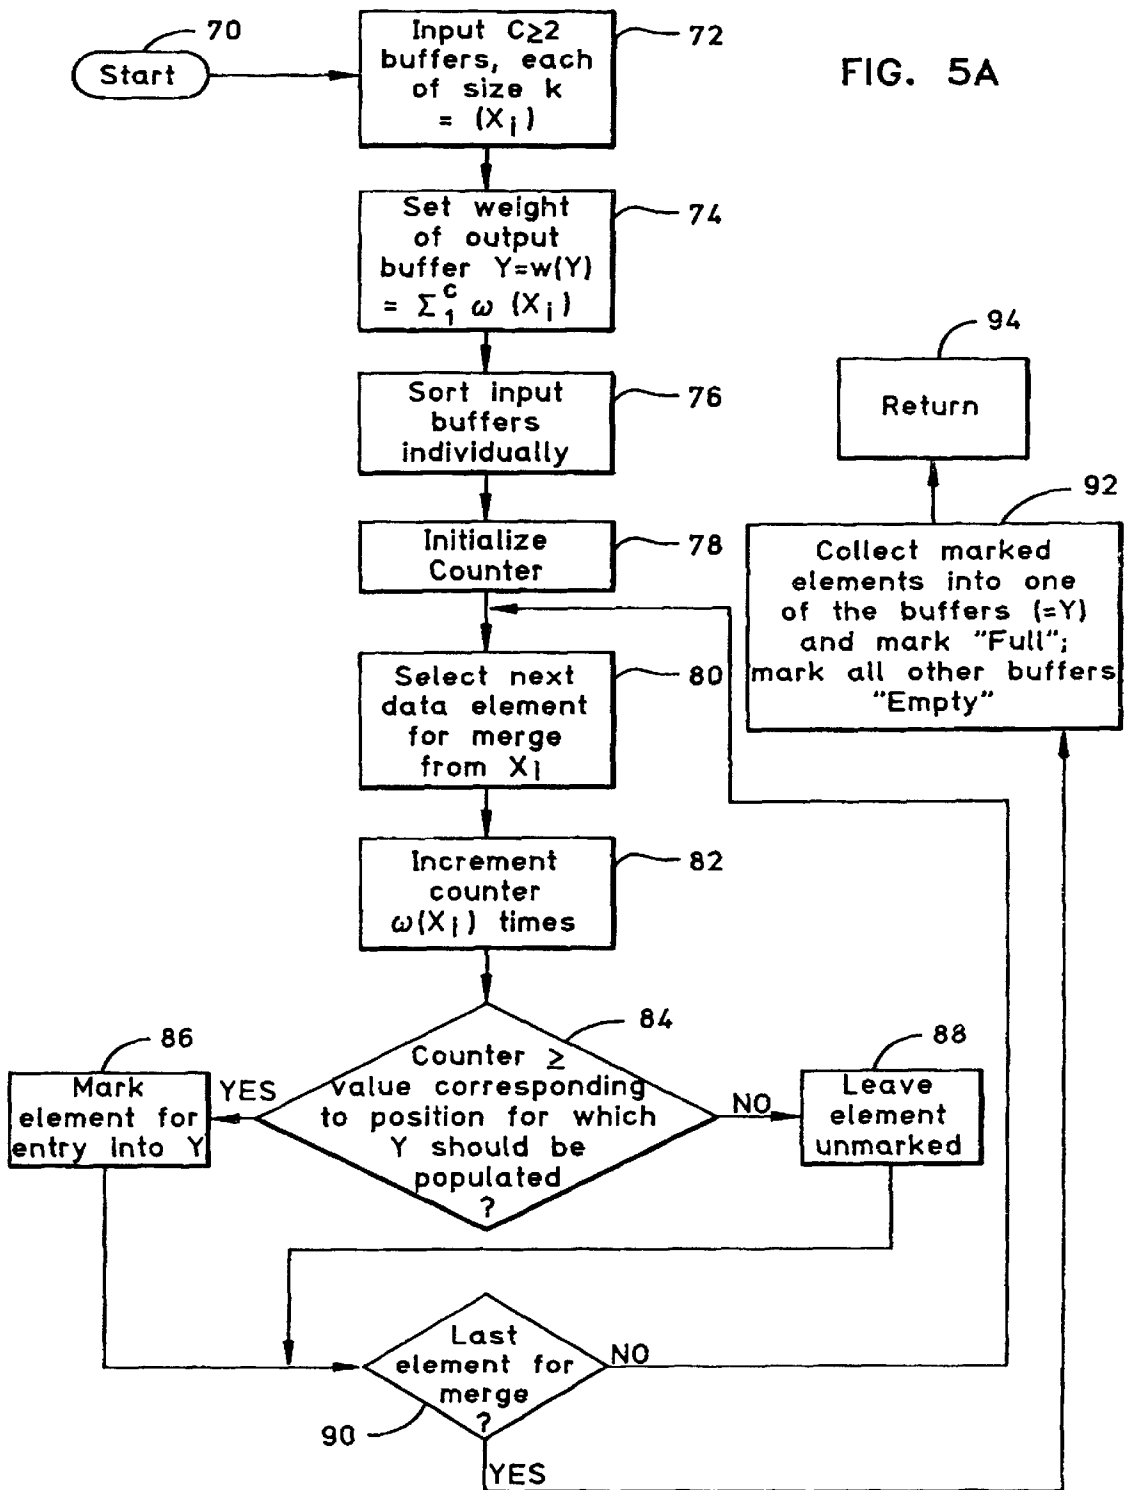 70
Start
Input C≥2
buffers, each
of size k
= (Xi)
72
FIG. 5A
Set weight
of output
buffer Y=w(Y)
= Σ₁ᶜ ω (Xi)
74
Sort input
buffers
individually
76
Initialize
Counter
78
Select next
data element
for merge
from Xi
80
Increment
counter
ω(Xi) times
82
Counter ≥
value corresponding
to position for which
Y should be
populated
?
84
YES
NO
86
Mark
element for
entry into Y
88
Leave
element
unmarked
Last
element for
merge
?
90
NO
YES
92
Collect marked
elements into one
of the buffers (=Y)
and mark "Full";
mark all other buffers
"Empty"
94
Return